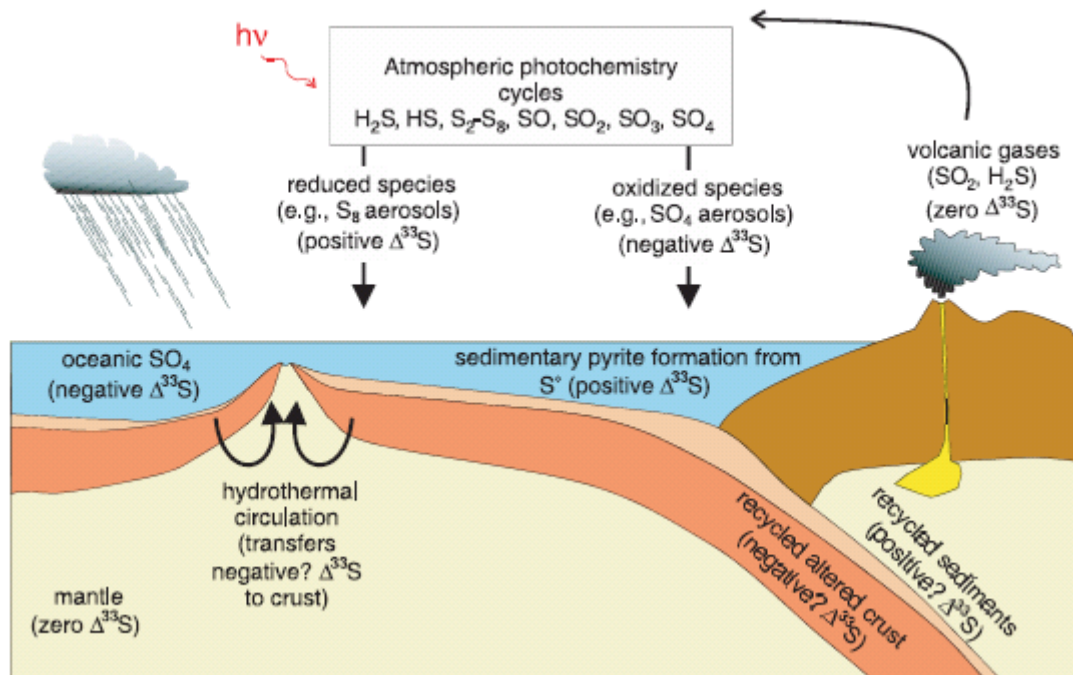 hν
Atmospheric photochemistry
cycles
H₂S, HS, S₂-S₈, SO, SO₂, SO₃, SO₄
reduced species
(e.g., S₈ aerosols)
(positive Δ³³S)
oxidized species
(e.g., SO₄ aerosols)
(negative Δ³³S)
volcanic gases
(SO₂, H₂S)
(zero Δ³³S)
oceanic SO₄
(negative Δ³³S)
sedimentary pyrite formation from
S° (positive Δ³³S)
hydrothermal
circulation
(transfers
negative? Δ³³S
to crust)
mantle
(zero Δ³³S)
recycled altered crust
(negative? Δ³³S)
recycled sediments
(positive? Δ³³S)